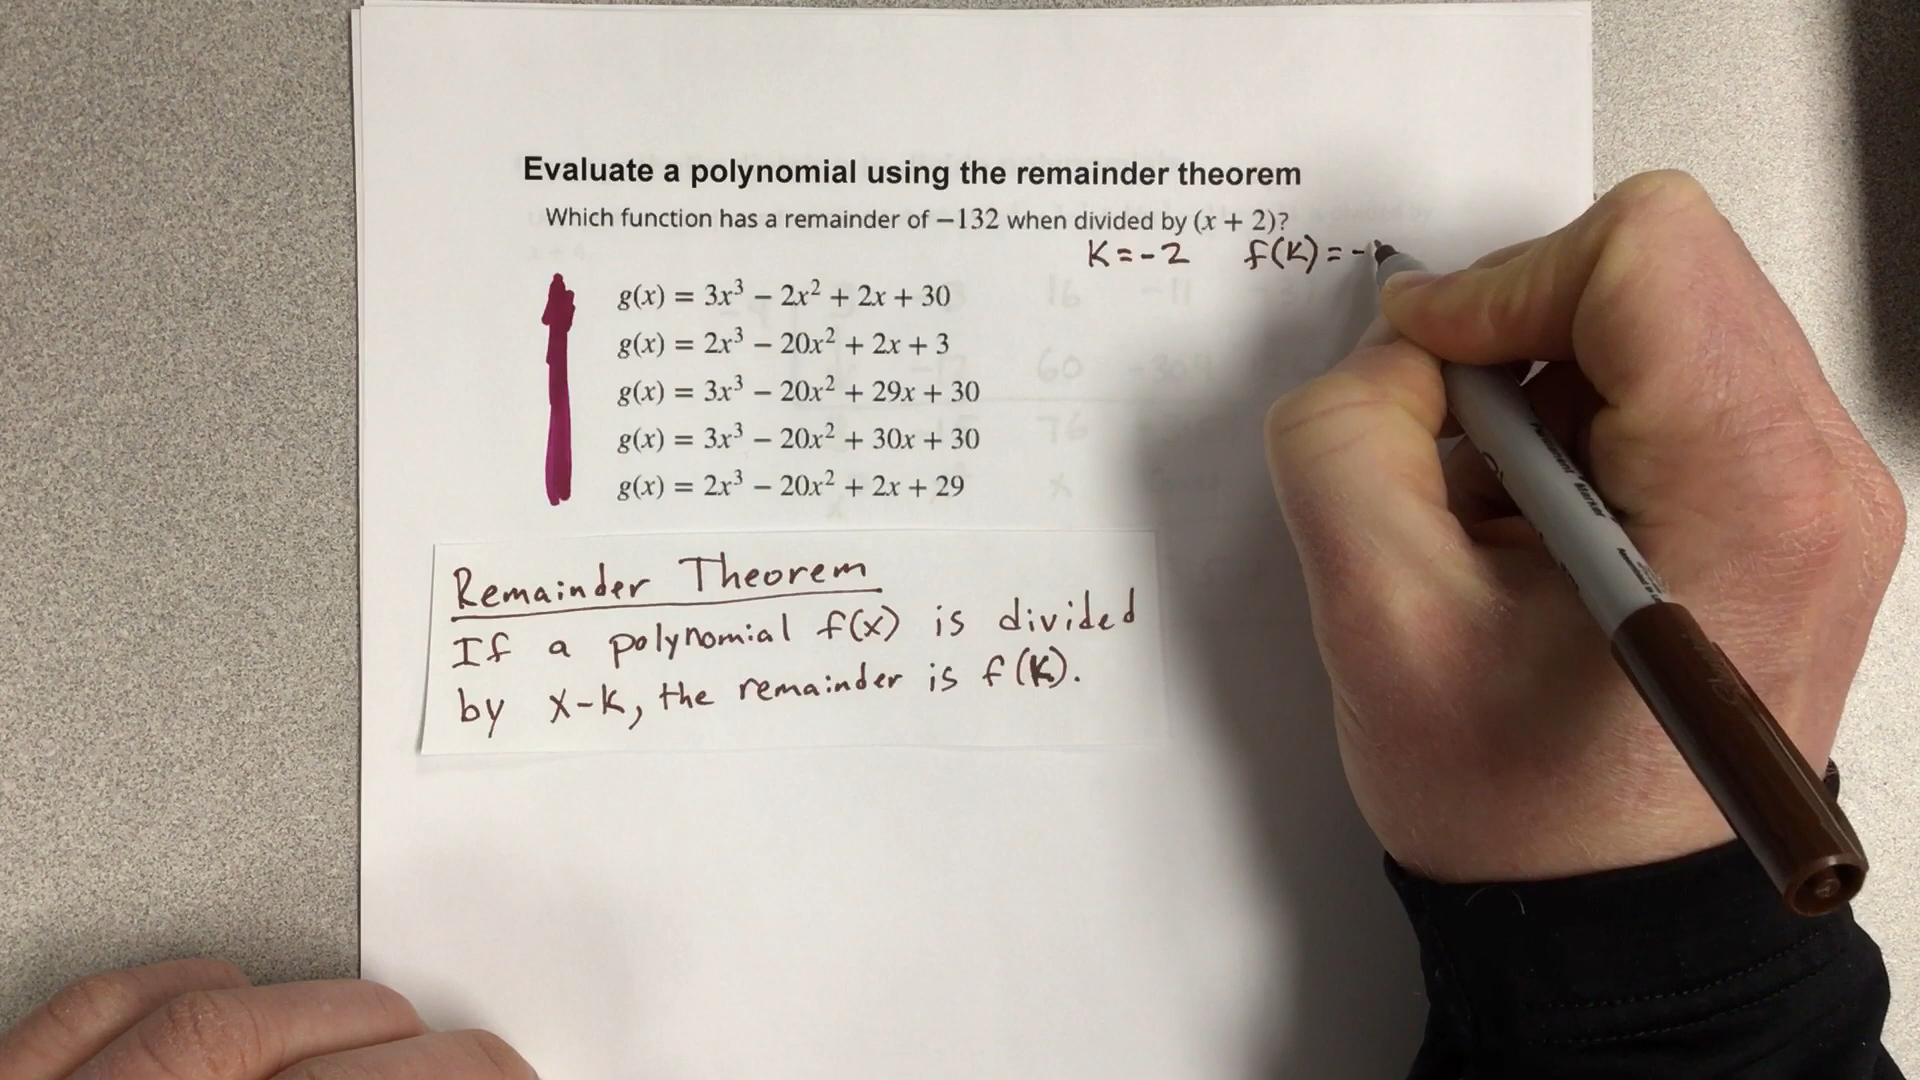 Evaluate a polynomial using the remainder theorem
Which function has a remainder of −132 when divided by (x + 2)?
K = -2 f(K) = -
g(x) = 3x³ − 2x² + 2x + 30
g(x) = 2x³ − 20x² + 2x + 3
g(x) = 3x³ − 20x² + 29x + 30
g(x) = 3x³ − 20x² + 30x + 30
g(x) = 2x³ − 20x² + 2x + 29
Remainder Theorem
If a polynomial f(x) is divided
by x-K, the remainder is f(K).
Permanent Marker